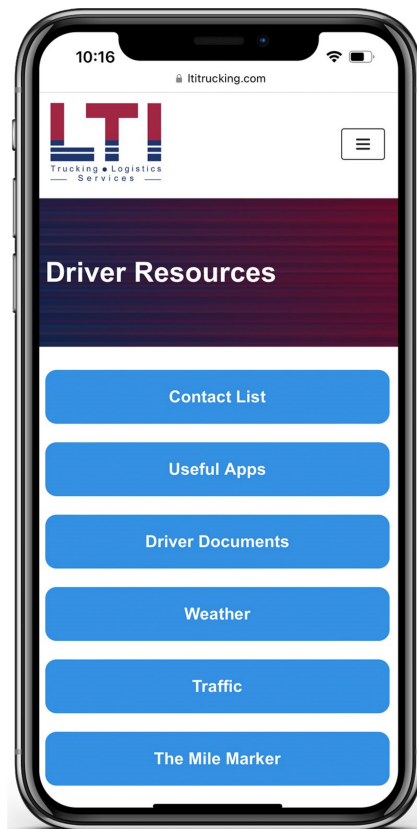 10:16
ltitrucking.com
LTI
Trucking • Logistics
Services
Driver Resources
Contact List
Useful Apps
Driver Documents
Weather
Traffic
The Mile Marker